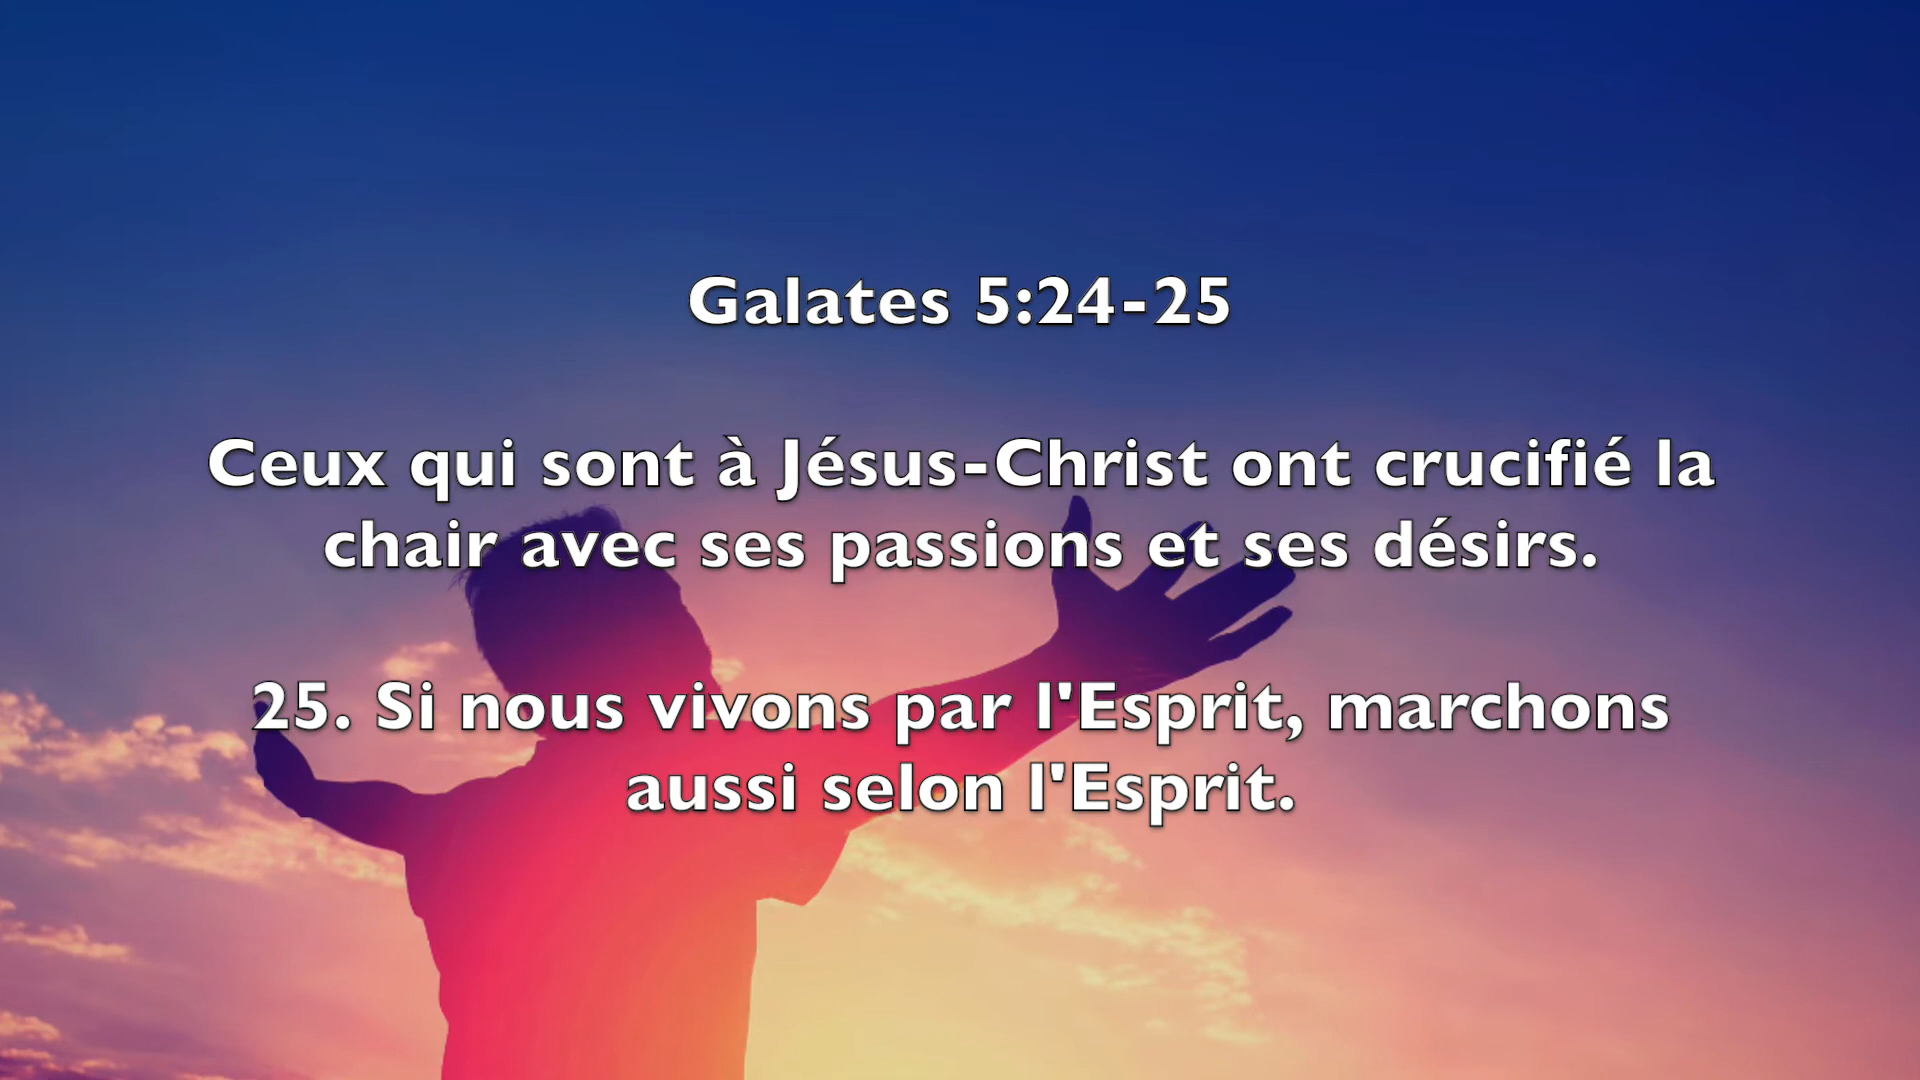 Galates 5:24-25
Ceux qui sont à Jésus-Christ ont crucifié la
chair avec ses passions et ses désirs.
25. Si nous vivons par l'Esprit, marchons
aussi selon l'Esprit.